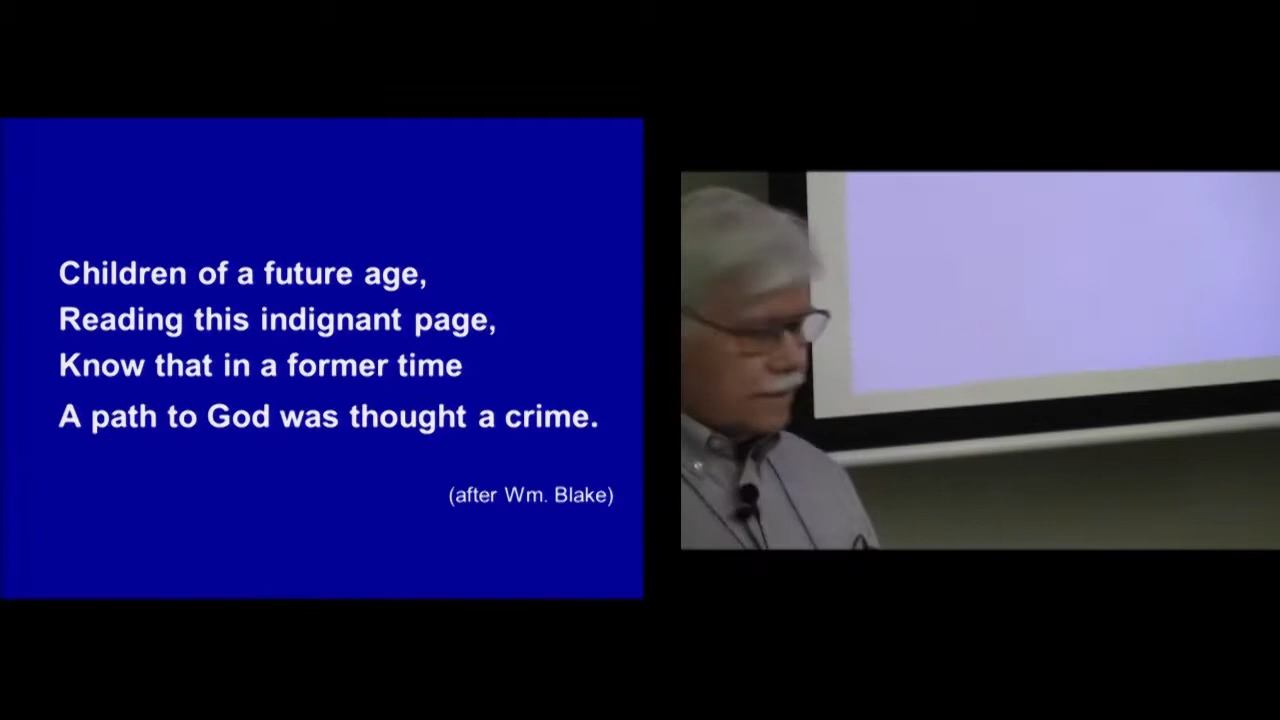 Children of a future age,
Reading this indignant page,
Know that in a former time
A path to God was thought a crime.
(after Wm. Blake)